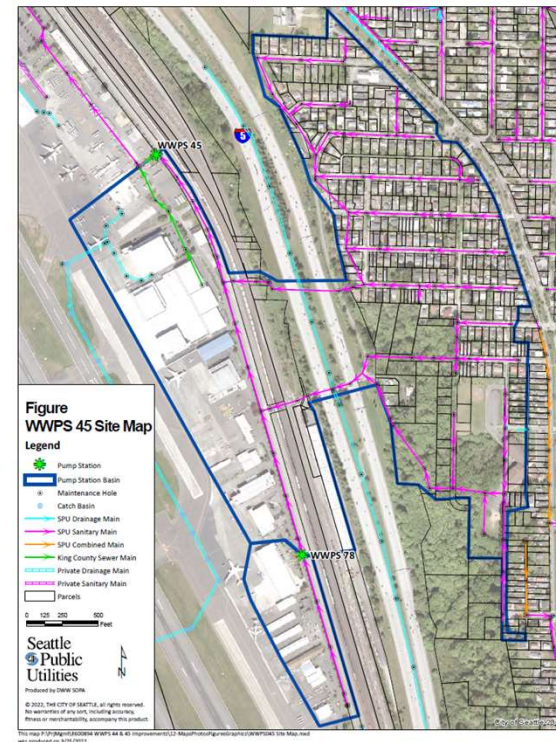 WWPS 45
5
WWPS 78
Figure
WWPS 45 Site Map
Legend
Pump Station
Pump Station Basin
Maintenance Hole
Catch Basin
SPU Drainage Main
SPU Sanitary Main
SPU Combined Main
King County Sewer Main
Private Drainage Main
Private Sanitary Main
Parcels
0 125 250 500
Feet
Seattle
Public
Utilities
N
Produced by DWW SOPA
© 2022, THE CITY OF SEATTLE, all rights reserved.
No warranties of any sort, including accuracy,
fitness or merchantability, accompany this product.
City of Seattle